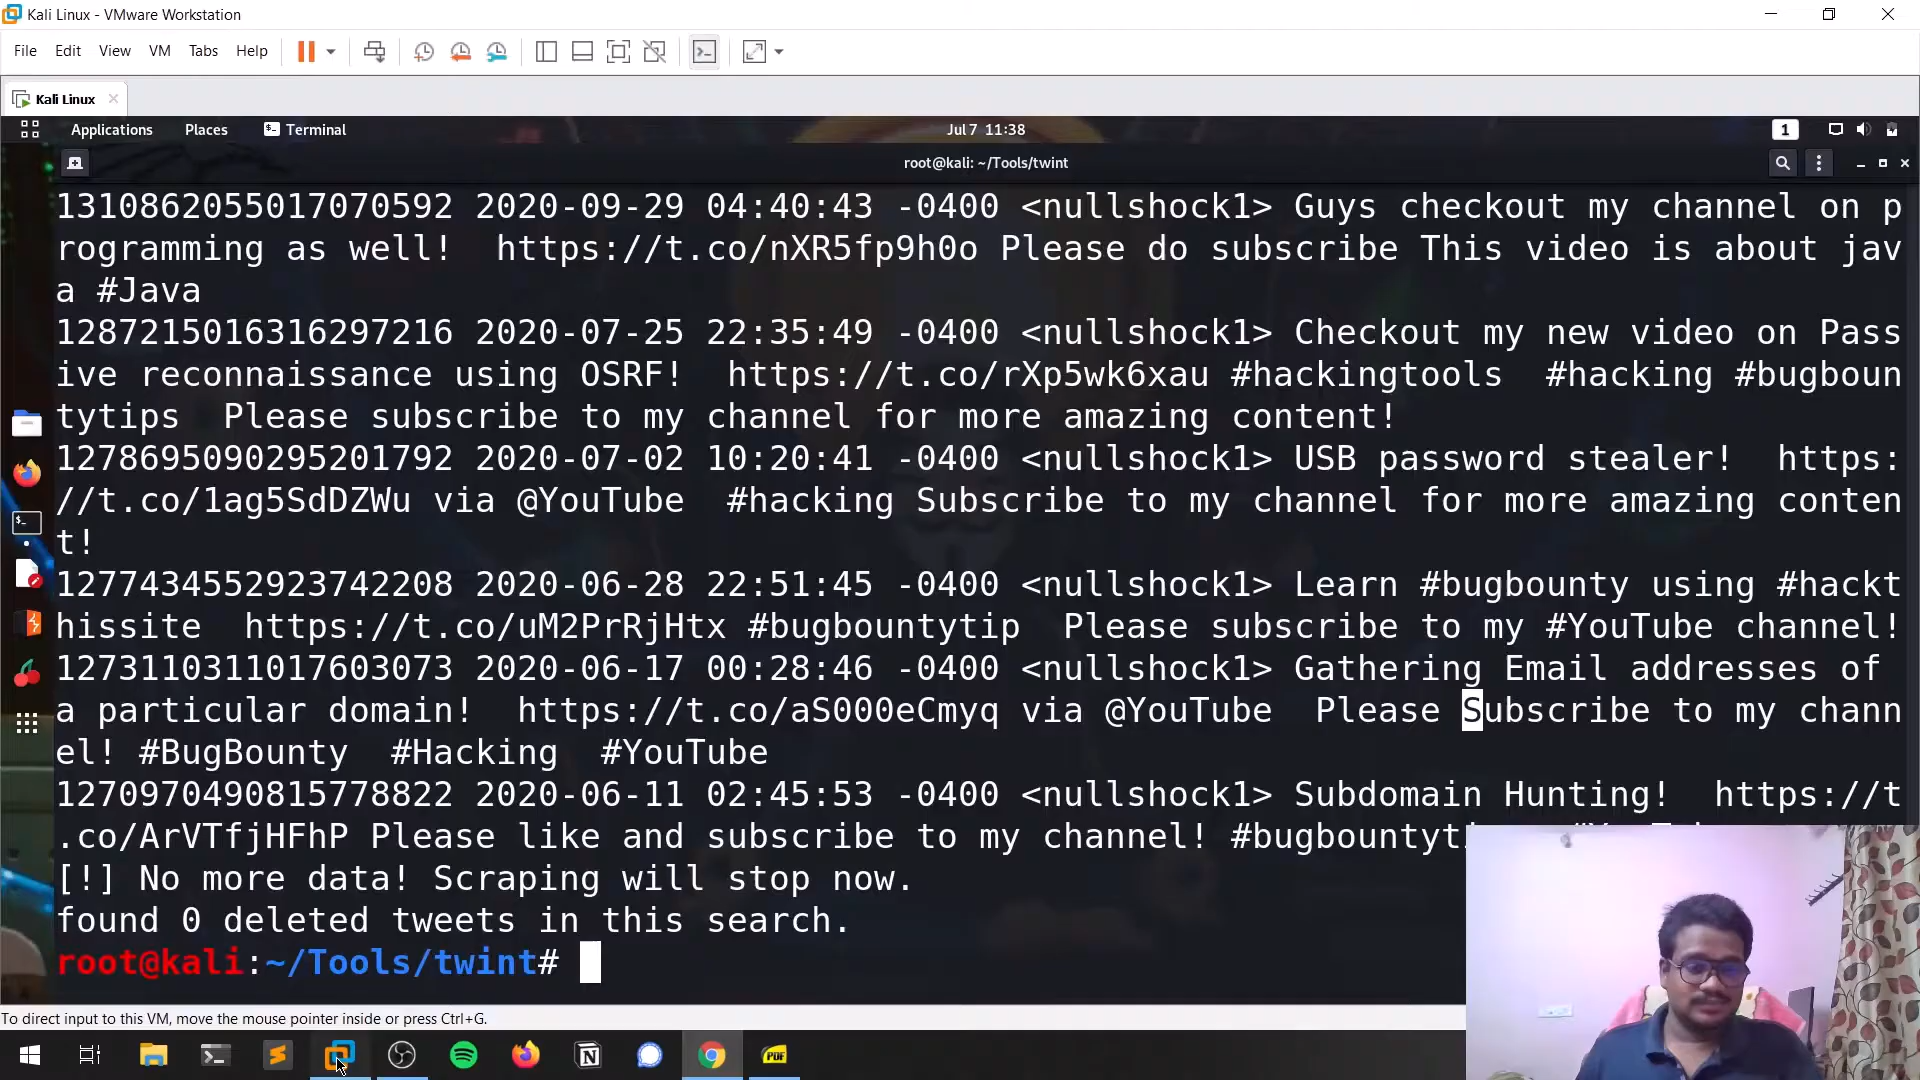 Kali Linux - VMware Workstation
File Edit View VM Tabs Help
Kali Linux
Applications Places Terminal Jul 7 11:38 1
root@kali: ~/Tools/twint
1310862055017070592 2020-09-29 04:40:43 -0400 <nullshock1> Guys checkout my channel on p
rogramming as well!  https://t.co/nXR5fp9h0o Please do subscribe This video is about jav
a #Java
1287215016316297216 2020-07-25 22:35:49 -0400 <nullshock1> Checkout my new video on Pass
ive reconnaissance using OSRF!  https://t.co/rXp5wk6xau #hackingtools  #hacking #bugboun
tytips  Please subscribe to my channel for more amazing content!
1278695090295201792 2020-07-02 10:20:41 -0400 <nullshock1> USB password stealer!  https:
//t.co/1ag5SdDZWu via @YouTube  #hacking Subscribe to my channel for more amazing conten
t!
1277434552923742208 2020-06-28 22:51:45 -0400 <nullshock1> Learn #bugbounty using #hackt
hissite  https://t.co/uM2PrRjHtx #bugbountytip  Please subscribe to my #YouTube channel!
1273110311017603073 2020-06-17 00:28:46 -0400 <nullshock1> Gathering Email addresses of
a particular domain!  https://t.co/aS000eCmyq via @YouTube  Please Subscribe to my chann
el! #BugBounty  #Hacking  #YouTube
1270970490815778822 2020-06-11 02:45:53 -0400 <nullshock1> Subdomain Hunting!  https://t
.co/ArVTfjHFhP Please like and subscribe to my channel!
[!] No more data! Scraping will stop now.
found 0 deleted tweets in this search.
root@kali:~/Tools/twint#
To direct input to this VM, move the mouse pointer inside or press Ctrl+G.
PDF